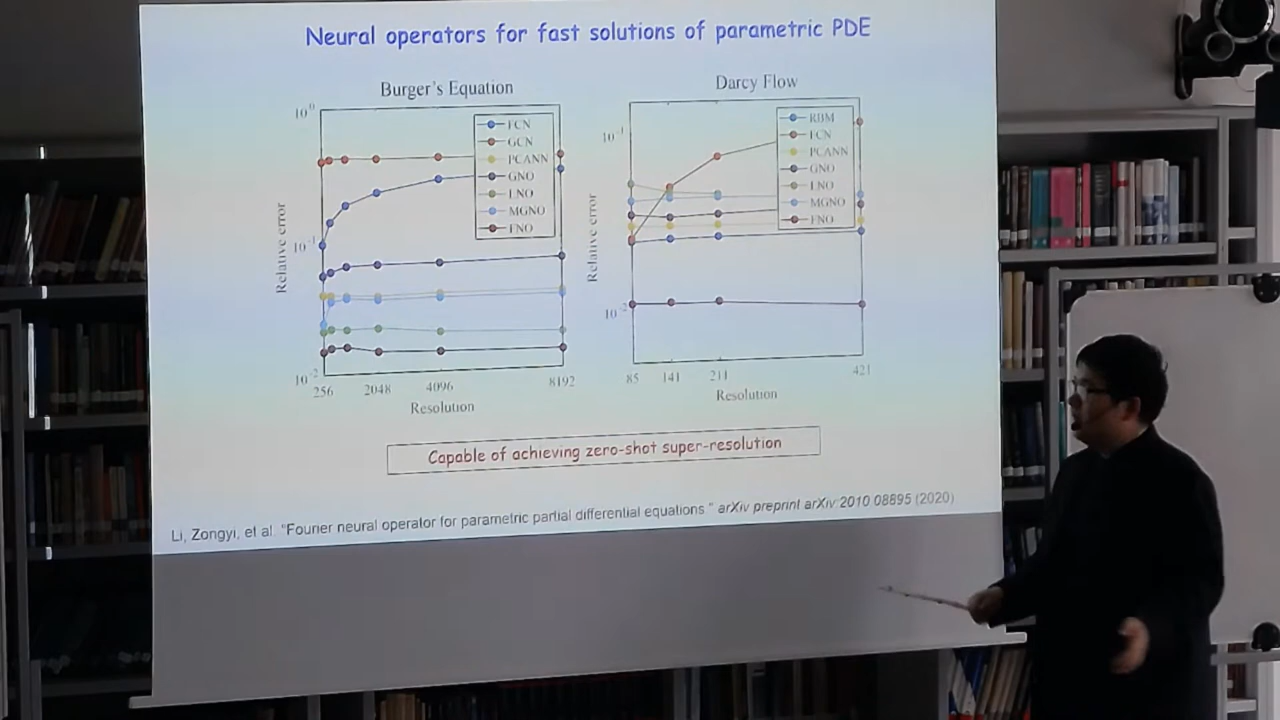 Neural operators for fast solutions of parametric PDE
Burger's Equation
10⁰
10⁻¹
10⁻²
Relative error
FCN
GCN
PCANN
GNO
LNO
MGNO
FNO
256
2048
4096
8192
Resolution
Darcy Flow
10⁻¹
10⁻²
Relative error
RBM
FCN
PCANN
GNO
LNO
MGNO
FNO
85
141
211
421
Resolution
Capable of achieving zero-shot super-resolution
Li, Zongyi, et al. "Fourier neural operator for parametric partial differential equations." arXiv preprint arXiv:2010.08895 (2020)